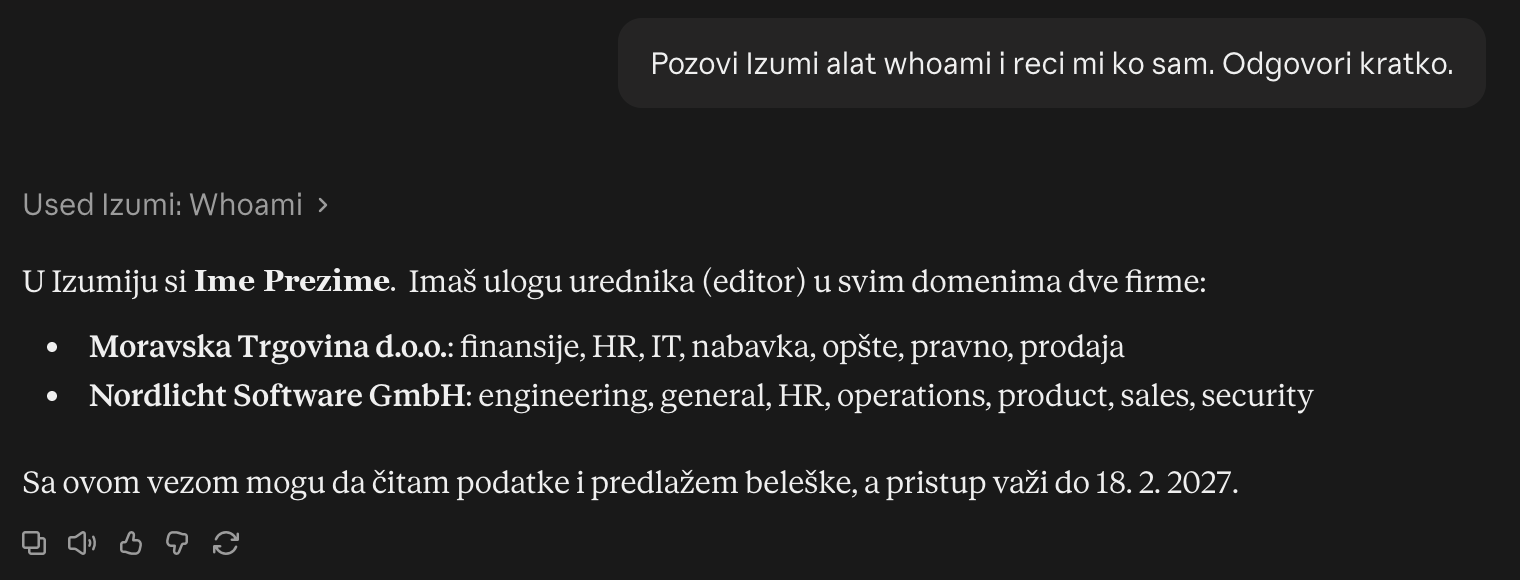 Pozovi Izumi alat whoami i reci mi ko sam. Odgovori kratko.
Used Izumi: Whoami >
U Izumiju si Ime Prezime. Imaš ulogu urednika (editor) u svim domenima dve firme:
• Moravska Trgovina d.o.o.: finansije, HR, IT, nabavka, opšte, pravno, prodaja
• Nordlicht Software GmbH: engineering, general, HR, operations, product, sales, security
Sa ovom vezom mogu da čitam podatke i predlažem beleške, a pristup važi do 18. 2. 2027.